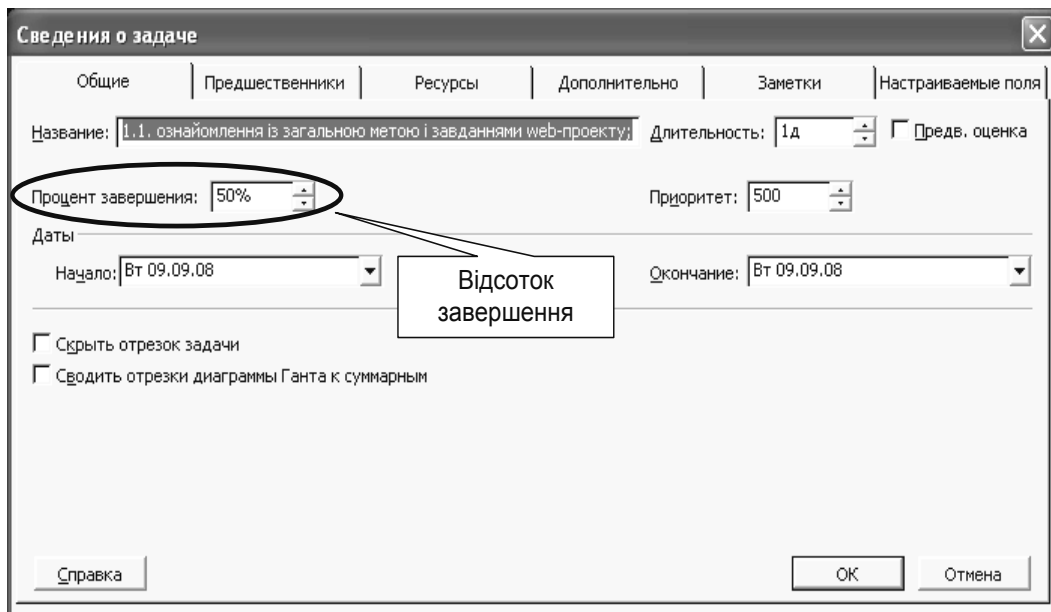 Сведения о задаче
Общие Предшественники Ресурсы Дополнительно Заметки Настраиваемые поля
Название: 1.1. ознайомлення із загальною метою і завданнями web-проекту; Длительность: 1д Предв. оценка
Процент завершения: 50% Приоритет: 500
Даты
Начало: Вт 09.09.08 Окончание: Вт 09.09.08
Відсоток
завершення
Скрыть отрезок задачи
Сводить отрезки диаграммы Ганта к суммарным
Справка ОК Отмена